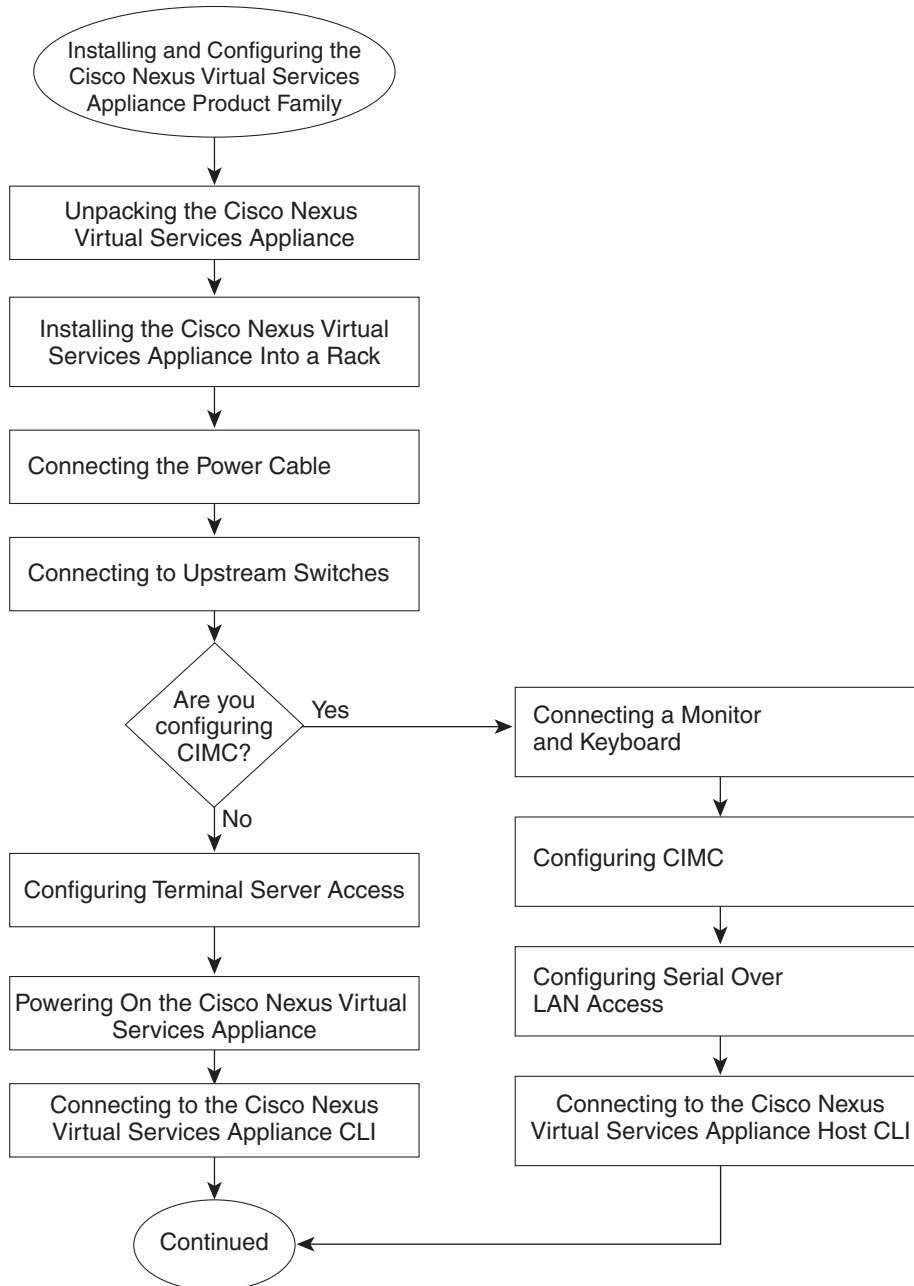 Installing and Configuring the
Cisco Nexus Virtual Services
Appliance Product Family
Unpacking the Cisco Nexus
Virtual Services Appliance
Installing the Cisco Nexus Virtual
Services Appliance Into a Rack
Connecting the Power Cable
Connecting to Upstream Switches
Are you
configuring
CIMC?
Yes
No
Connecting a Monitor
and Keyboard
Configuring CIMC
Configuring Serial Over
LAN Access
Connecting to the Cisco Nexus
Virtual Services Appliance Host CLI
Configuring Terminal Server Access
Powering On the Cisco Nexus Virtual
Services Appliance
Connecting to the Cisco Nexus
Virtual Services Appliance CLI
Continued